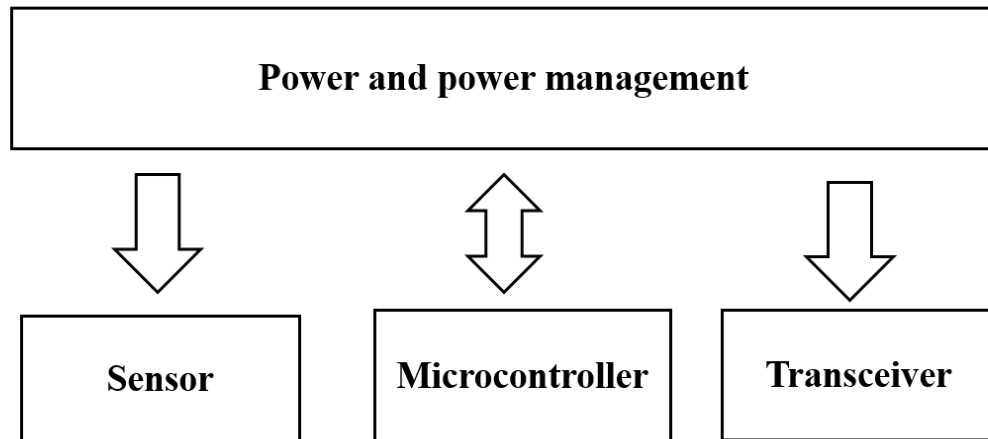 Power and power management
Sensor
Microcontroller
Transceiver